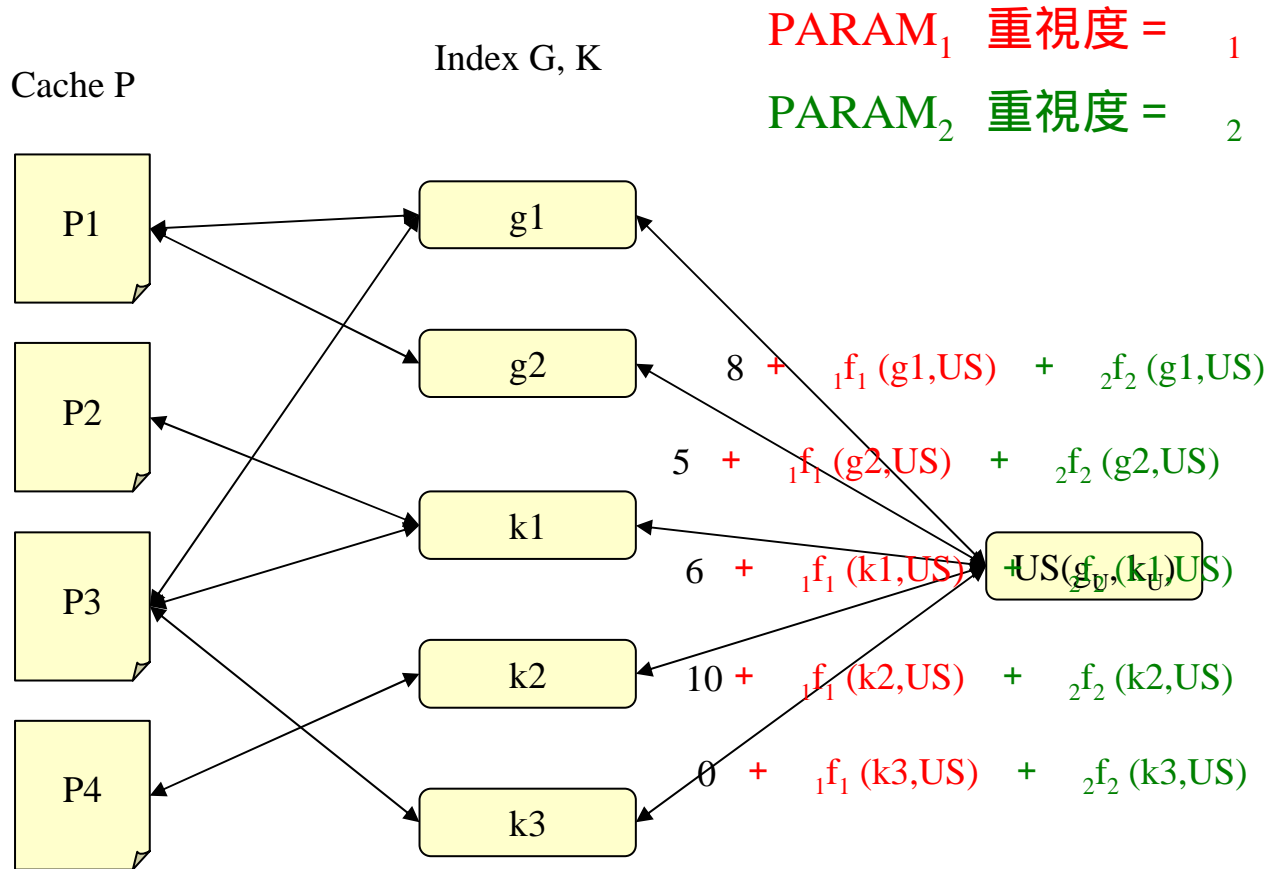 PARAM₁ 重視度 = ₁
Index G, K
Cache P
PARAM₂ 重視度 = ₂
P1
g1
g2
8 + ₁f₁ (g1,US) + ₂f₂ (g1,US)
P2
5 + ₁f₁ (g2,US) + ₂f₂ (g2,US)
k1
6 + ₁f₁ (k1,US) + ₂f₂ (k1,US)
US(g_U, k_U)
P3
k2
10 + ₁f₁ (k2,US) + ₂f₂ (k2,US)
P4
0 + ₁f₁ (k3,US) + ₂f₂ (k3,US)
k3